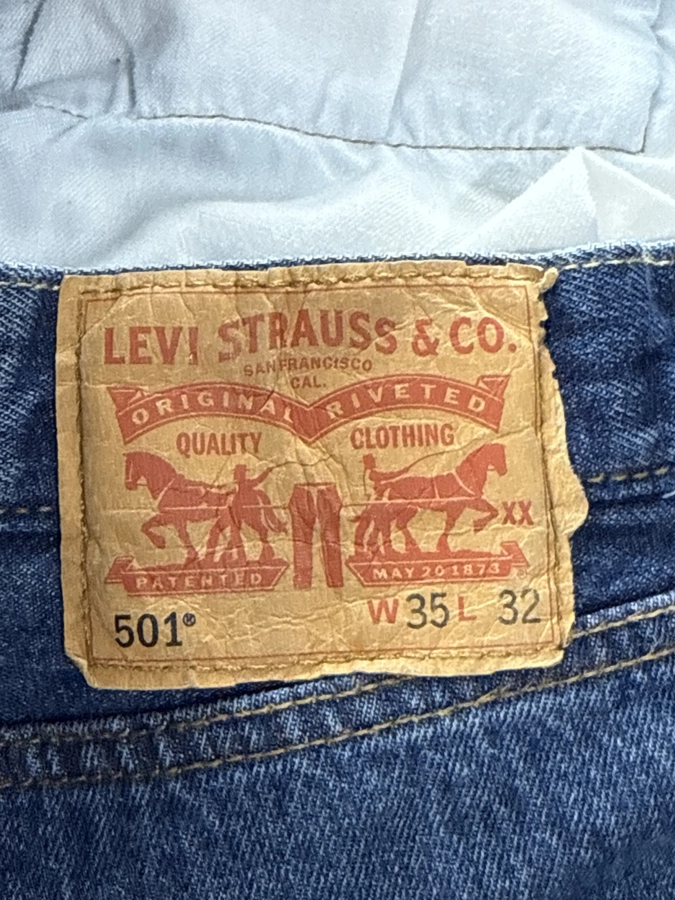 LEVI STRAUSS & CO.
SAN FRANCISCO
CAL.
ORIGINAL RIVETED
QUALITY CLOTHING
XX
PATENTED MAY 20 1873
501® W 35 L 32